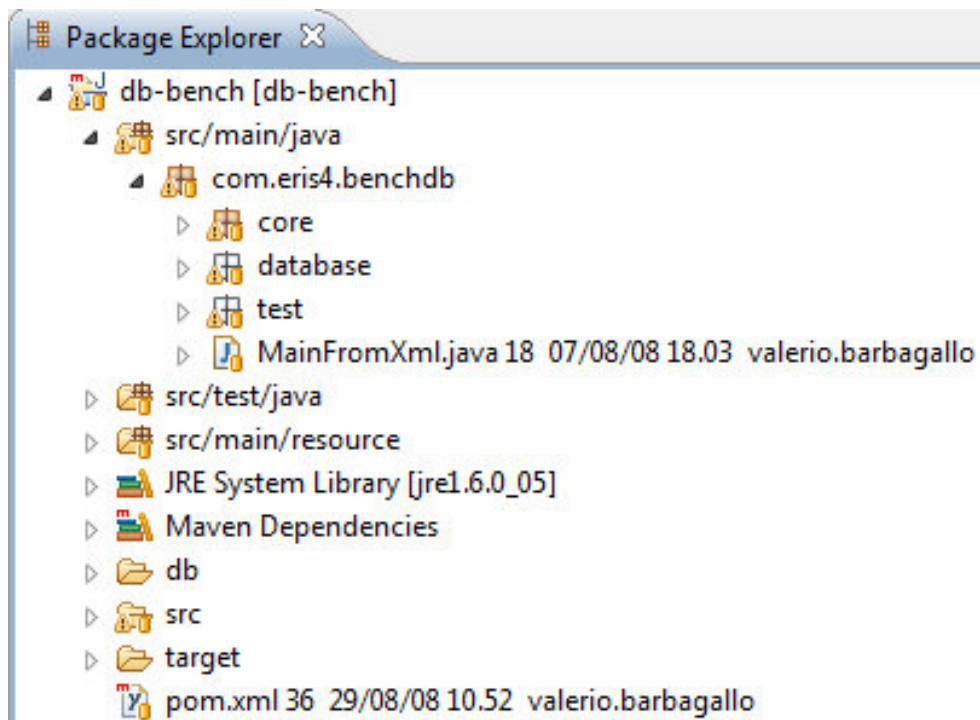 Package Explorer
db-bench [db-bench]
src/main/java
com.eris4.benchdb
core
database
test
MainFromXml.java 18 07/08/08 18.03 valerio.barbagallo
src/test/java
src/main/resource
JRE System Library [jre1.6.0_05]
Maven Dependencies
db
src
target
pom.xml 36 29/08/08 10.52 valerio.barbagallo